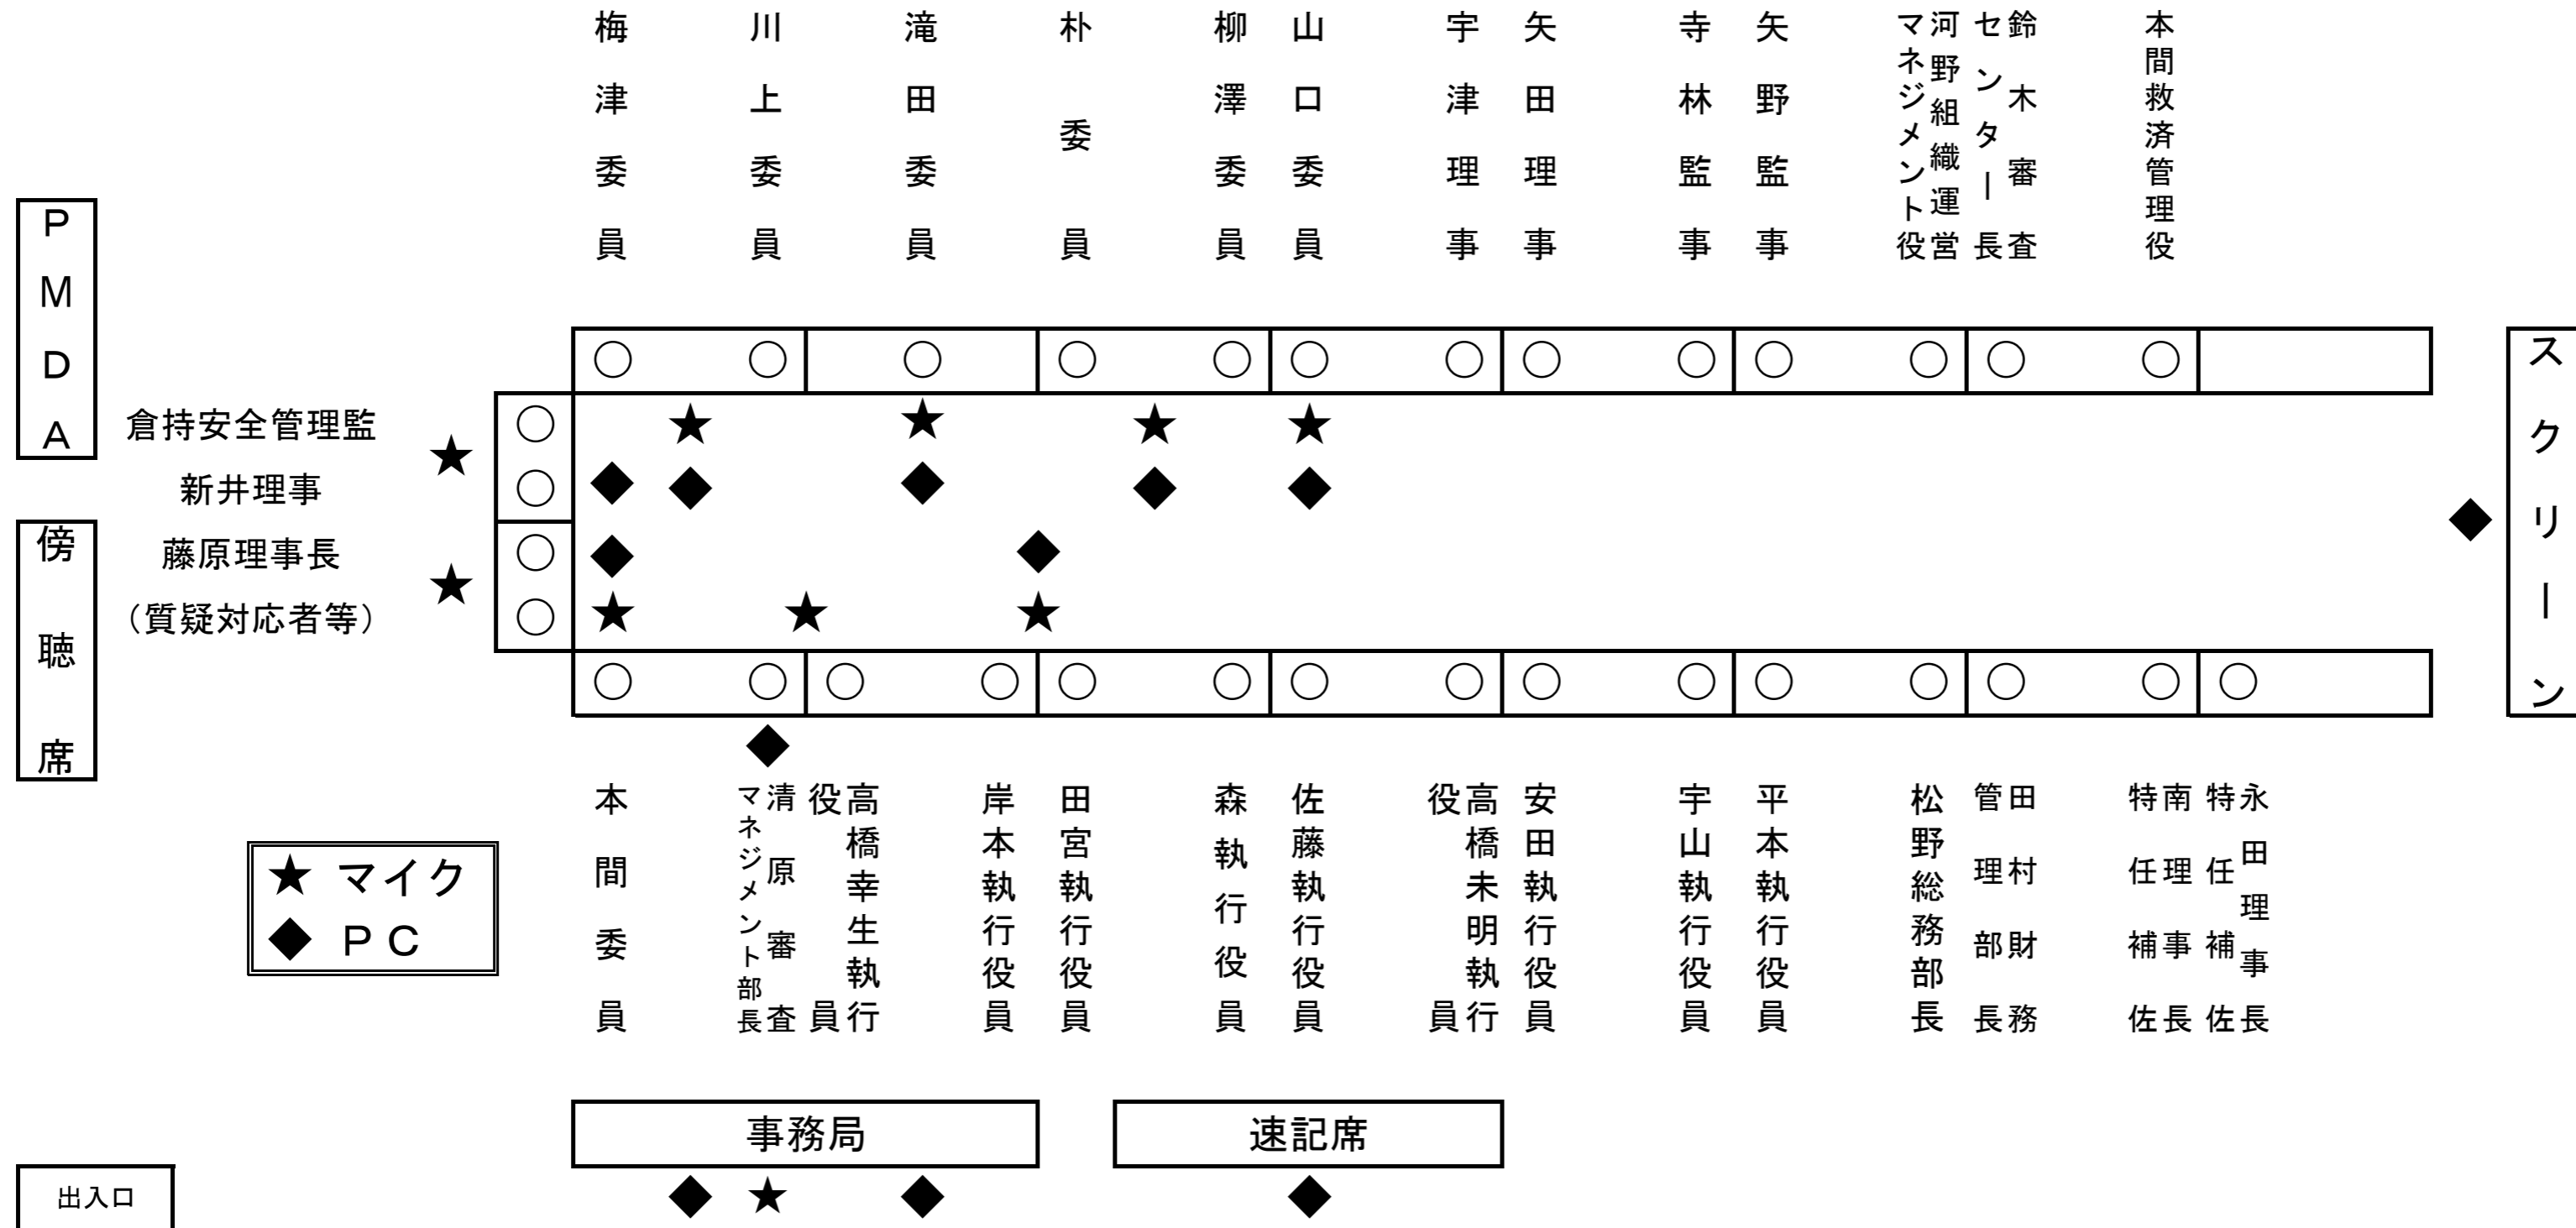 梅津委員
川上委員
滝田委員
朴委員
柳澤委員
山口委員
宇津理事
矢田理事
寺林監事
矢野監事
河野組織運営
マネジメント役
鈴木審査
センター長
本間救済管理役
PMDA
傍聴席
倉持安全管理監
新井理事
藤原理事長
（質疑対応者等）
スクリーン
本間委員
清原審査
マネジメント部長
高橋幸生執行
役員
岸本執行役員
田宮執行役員
森執行役員
佐藤執行役員
高橋未明執行
役員
安田執行役員
宇山執行役員
平本執行役員
松野総務部長
田村財務
管理部長
南理事長
特任補佐
永田理事長
特任補佐
★ マイク
◆ PC
事務局
速記席
出入口